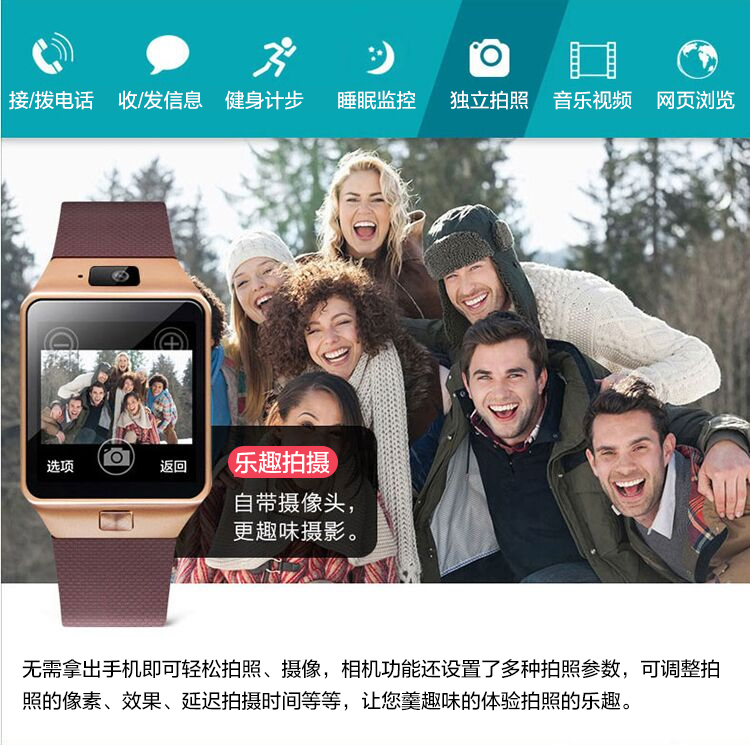 接/拨电话 收/发信息 健身计步 睡眠监控 独立拍照 音乐视频 网页浏览
选项 返回
乐趣拍摄
自带摄像头，
更趣味摄影。
无需拿出手机即可轻松拍照、摄像，相机功能还设置了多种拍照参数，可调整拍
照的像素、效果、延迟拍摄时间等等，让您羹趣味的体验拍照的乐趣。